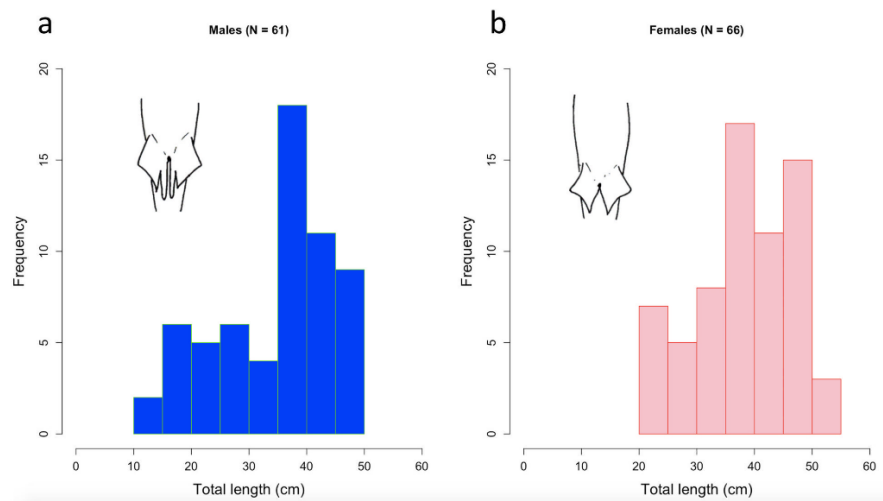 a
Males (N = 61)
20
15
10
5
0
Frequency
0 10 20 30 40 50 60
Total length (cm)
b
Females (N = 66)
20
15
10
5
0
Frequency
0 10 20 30 40 50 60
Total length (cm)